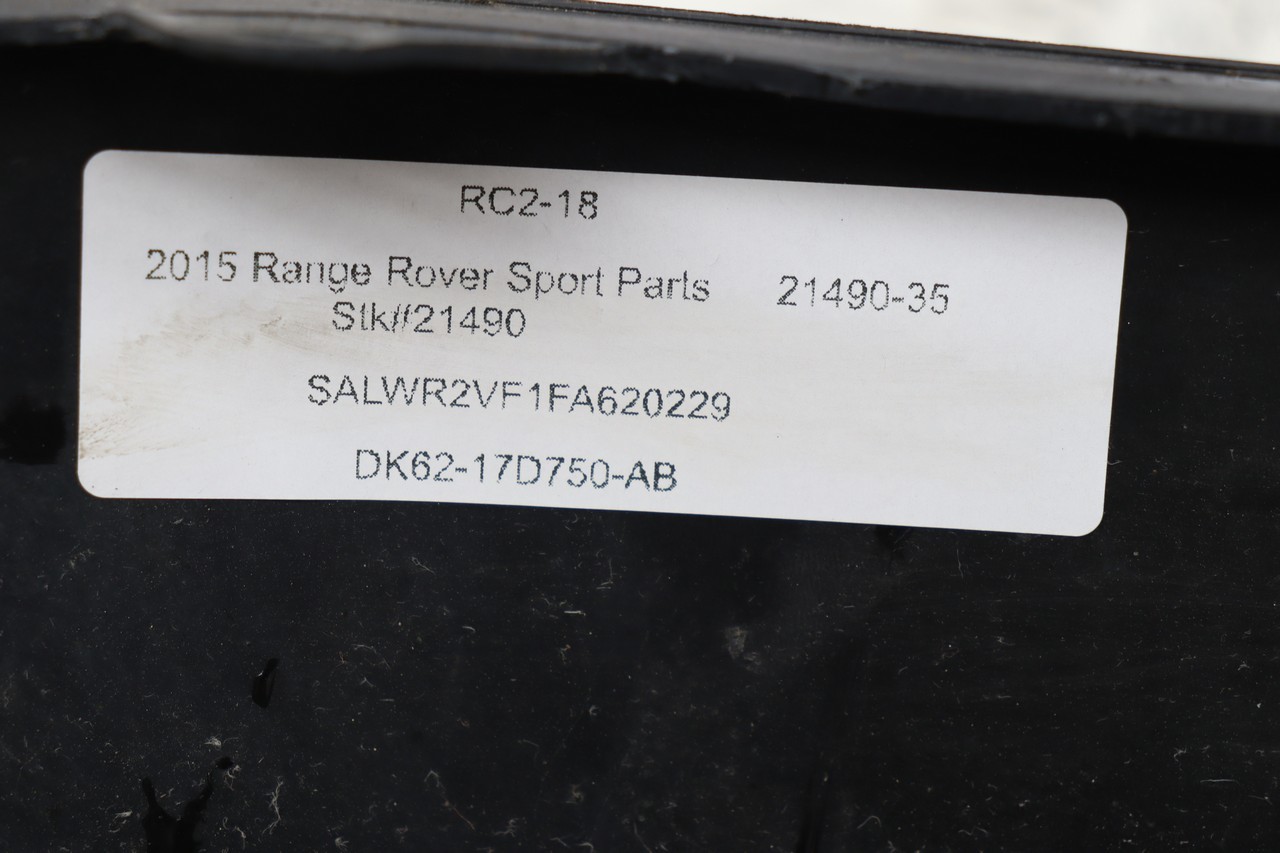 RC2-18
2015 Range Rover Sport Parts 21490-35
Stk#21490
SALWR2VF1FA620229
DK62-17D750-AB